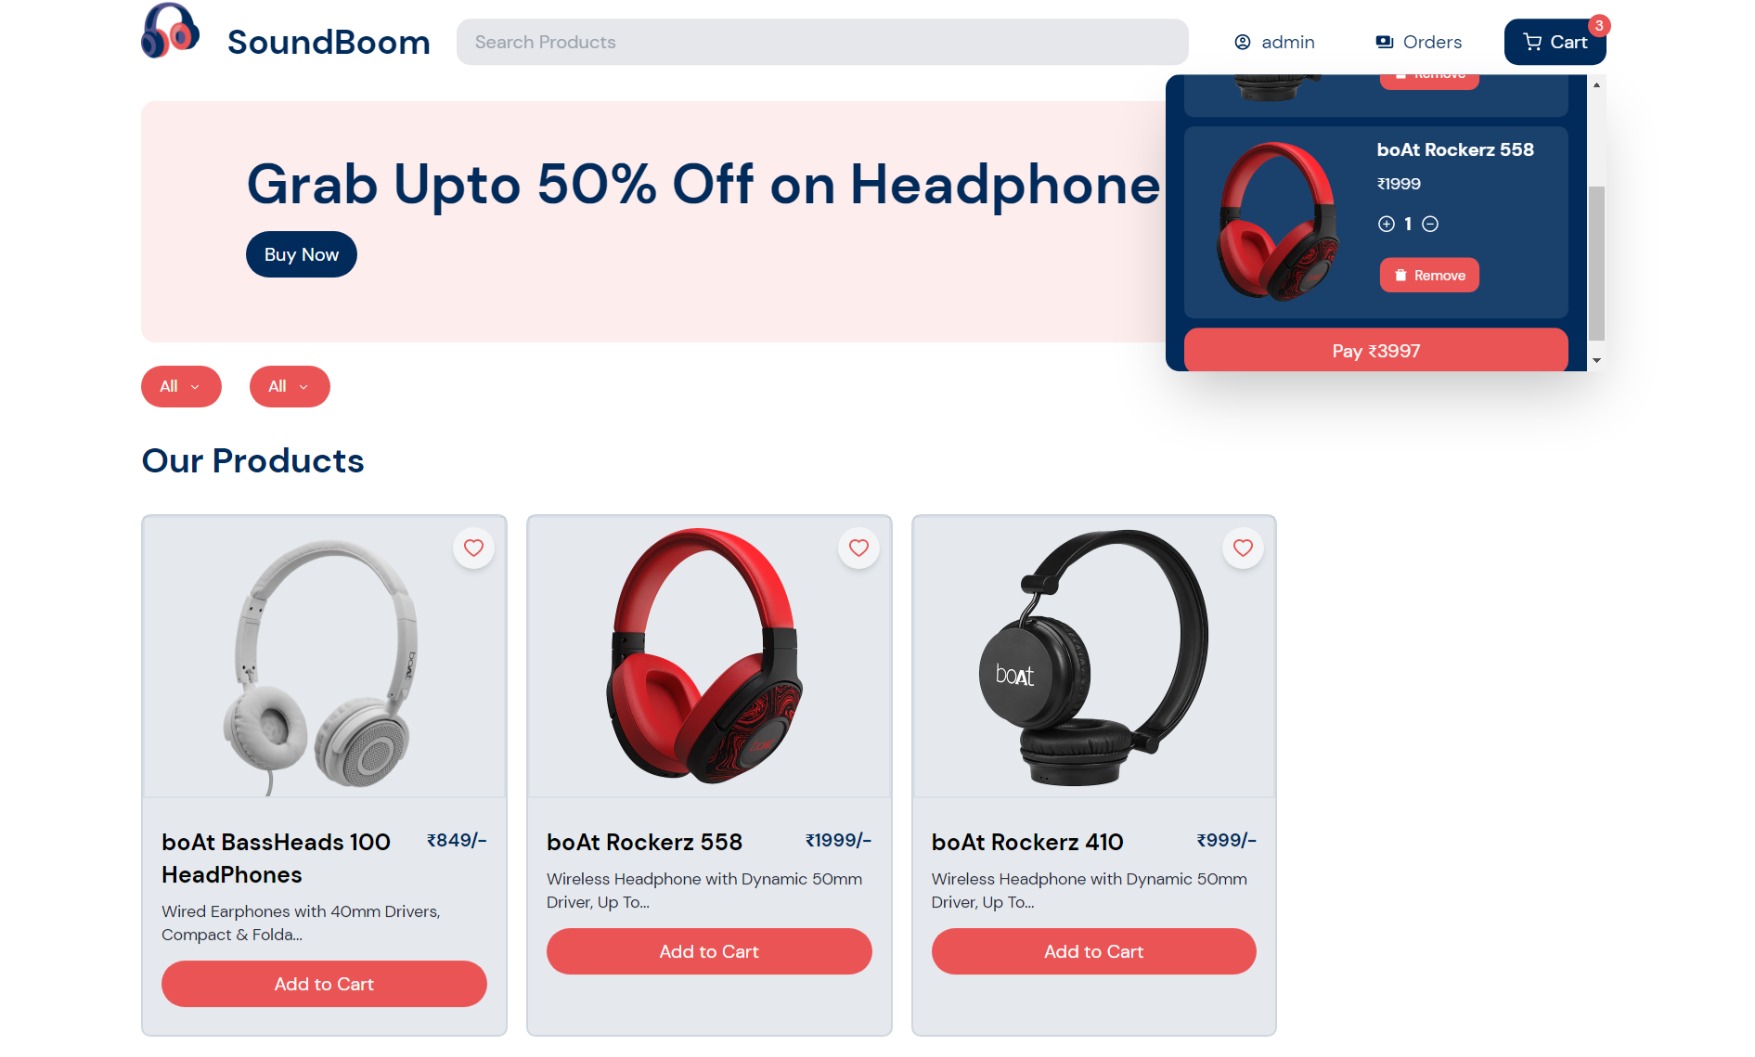 SoundBoom
Search Products
admin
Orders
Cart
3
Remove
boAt Rockerz 558
₹1999
1
Remove
Pay ₹3997
Grab Upto 50% Off on Headphone
Buy Now
All
All
Our Products
boAt
boAt
boAt BassHeads 100
HeadPhones
₹849/-
Wired Earphones with 40mm Drivers,
Compact & Folda...
Add to Cart
boAt Rockerz 558
₹1999/-
Wireless Headphone with Dynamic 50mm
Driver, Up To...
Add to Cart
boAt Rockerz 410
₹999/-
Wireless Headphone with Dynamic 50mm
Driver, Up To...
Add to Cart